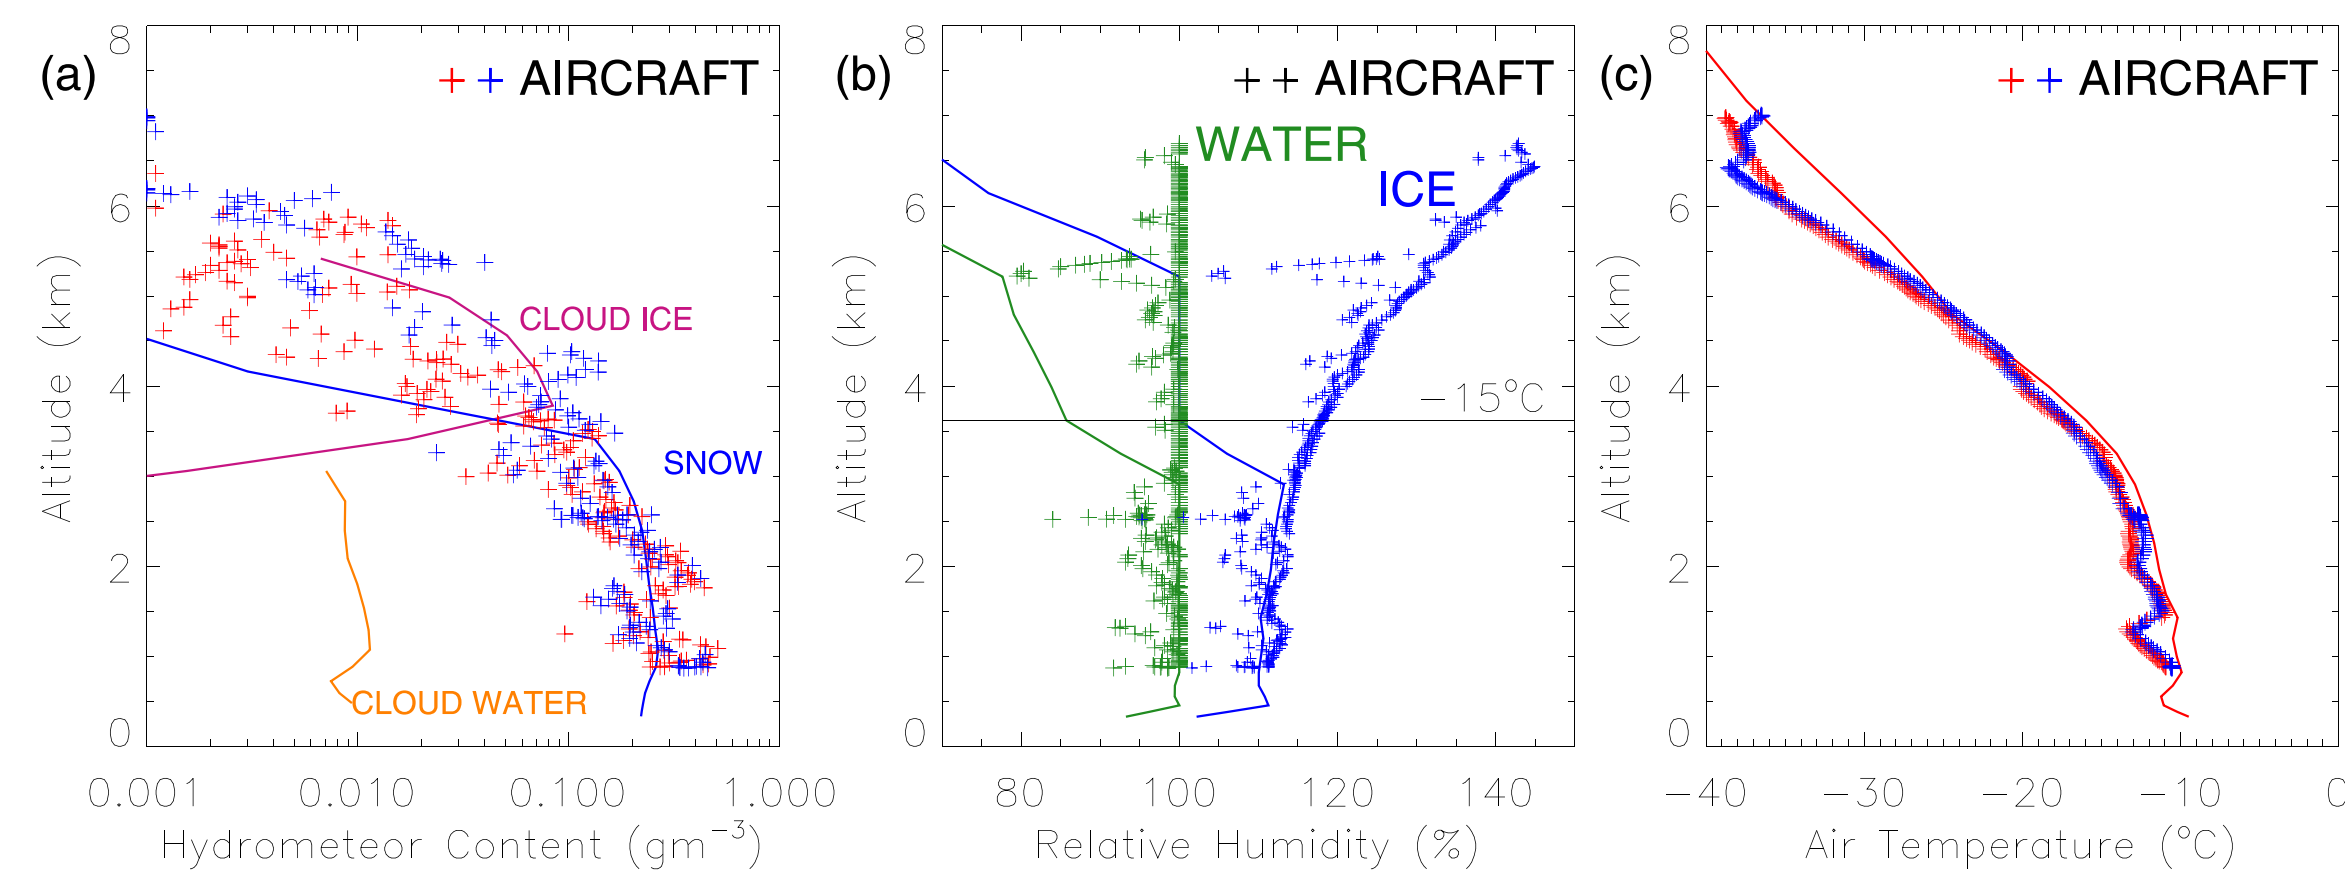 (a)
+ + AIRCRAFT
CLOUD ICE
SNOW
CLOUD WATER
8
6
4
2
0
Altitude (km)
0.001 0.010 0.100 1.000
Hydrometeor Content (gm⁻³)
(b)
+ + AIRCRAFT
WATER
ICE
−15°C
8
6
4
2
0
Altitude (km)
80 100 120 140
Relative Humidity (%)
(c)
+ + AIRCRAFT
8
6
4
2
0
Altitude (km)
−40 −30 −20 −10 0
Air Temperature (°C)